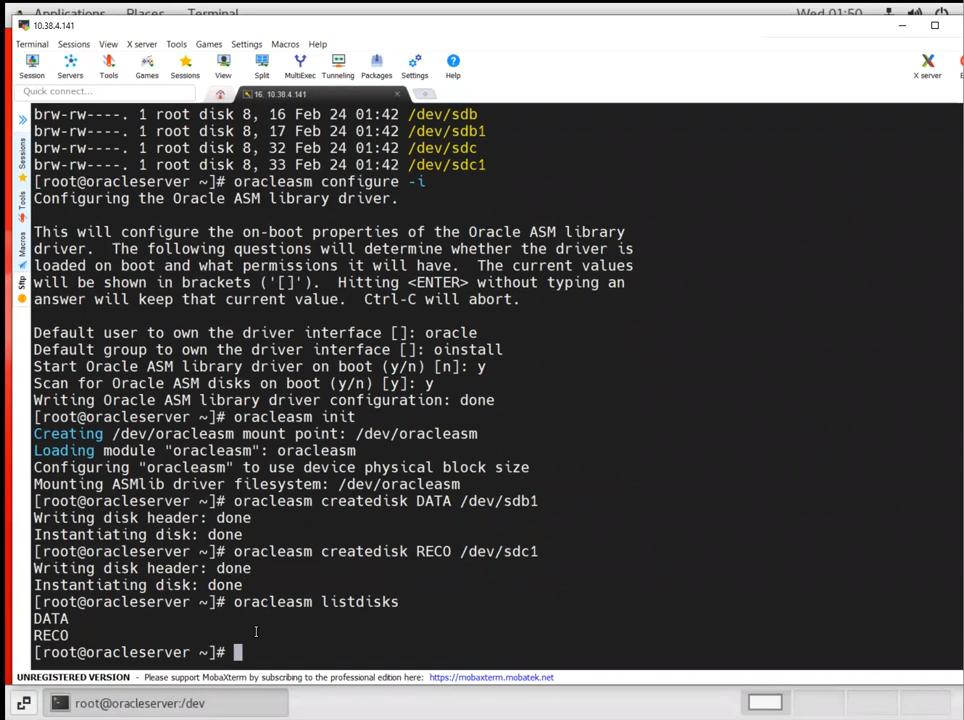 Applications Places Terminal Wed 01:50
10.38.4.141
Terminal Sessions View X server Tools Games Settings Macros Help
Session Servers Tools Games Sessions View Split MultiExec Tunneling Packages Settings Help X server
Quick connect...
16. 10.38.4.141
brw-rw----. 1 root disk 8, 16 Feb 24 01:42 /dev/sdb
brw-rw----. 1 root disk 8, 17 Feb 24 01:42 /dev/sdb1
brw-rw----. 1 root disk 8, 32 Feb 24 01:42 /dev/sdc
brw-rw----. 1 root disk 8, 33 Feb 24 01:42 /dev/sdc1
[root@oracleserver ~]# oracleasm configure -i
Configuring the Oracle ASM library driver.
This will configure the on-boot properties of the Oracle ASM library
driver.  The following questions will determine whether the driver is
loaded on boot and what permissions it will have.  The current values
will be shown in brackets ('[]').  Hitting <ENTER> without typing an
answer will keep that current value.  Ctrl-C will abort.
Default user to own the driver interface []: oracle
Default group to own the driver interface []: oinstall
Start Oracle ASM library driver on boot (y/n) [n]: y
Scan for Oracle ASM disks on boot (y/n) [y]: y
Writing Oracle ASM library driver configuration: done
[root@oracleserver ~]# oracleasm init
Creating /dev/oracleasm mount point: /dev/oracleasm
Loading module "oracleasm": oracleasm
Configuring "oracleasm" to use device physical block size
Mounting ASMlib driver filesystem: /dev/oracleasm
[root@oracleserver ~]# oracleasm createdisk DATA /dev/sdb1
Writing disk header: done
Instantiating disk: done
[root@oracleserver ~]# oracleasm createdisk RECO /dev/sdc1
Writing disk header: done
Instantiating disk: done
[root@oracleserver ~]# oracleasm listdisks
DATA
RECO
[root@oracleserver ~]#
Sessions
Tools
Macros
Sftp
UNREGISTERED VERSION - Please support MobaXterm by subscribing to the professional edition here: https://mobaxterm.mobatek.net
root@oracleserver:/dev